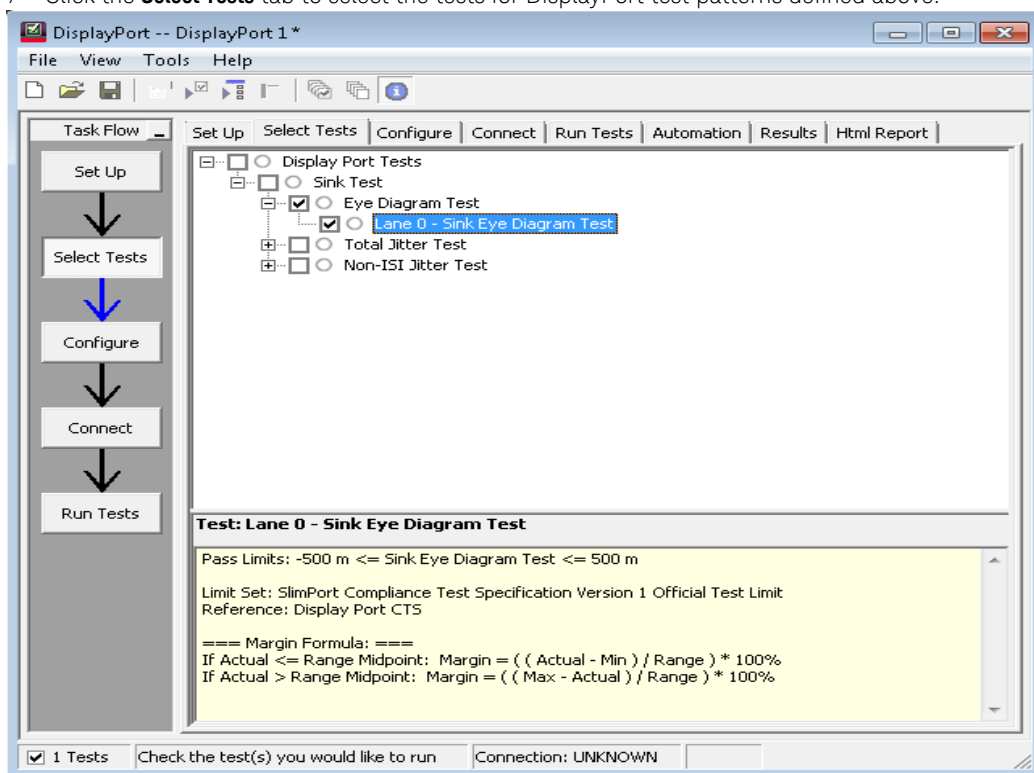 Click the Select Tests tab to select the tests for DisplayPort test patterns defined above.
DisplayPort -- DisplayPort 1*
File View Tools Help
Task Flow
Set Up
Select Tests
Configure
Connect
Run Tests
Set Up Select Tests Configure Connect Run Tests Automation Results Html Report
Display Port Tests
Sink Test
Eye Diagram Test
Lane 0 - Sink Eye Diagram Test
Total Jitter Test
Non-ISI Jitter Test
Test: Lane 0 - Sink Eye Diagram Test
Pass Limits: -500 m <= Sink Eye Diagram Test <= 500 m
Limit Set: SlimPort Compliance Test Specification Version 1 Official Test Limit
Reference: Display Port CTS
=== Margin Formula: ===
If Actual <= Range Midpoint: Margin = ( ( Actual - Min ) / Range ) * 100%
If Actual > Range Midpoint: Margin = ( ( Max - Actual ) / Range ) * 100%
1 Tests Check the test(s) you would like to run Connection: UNKNOWN